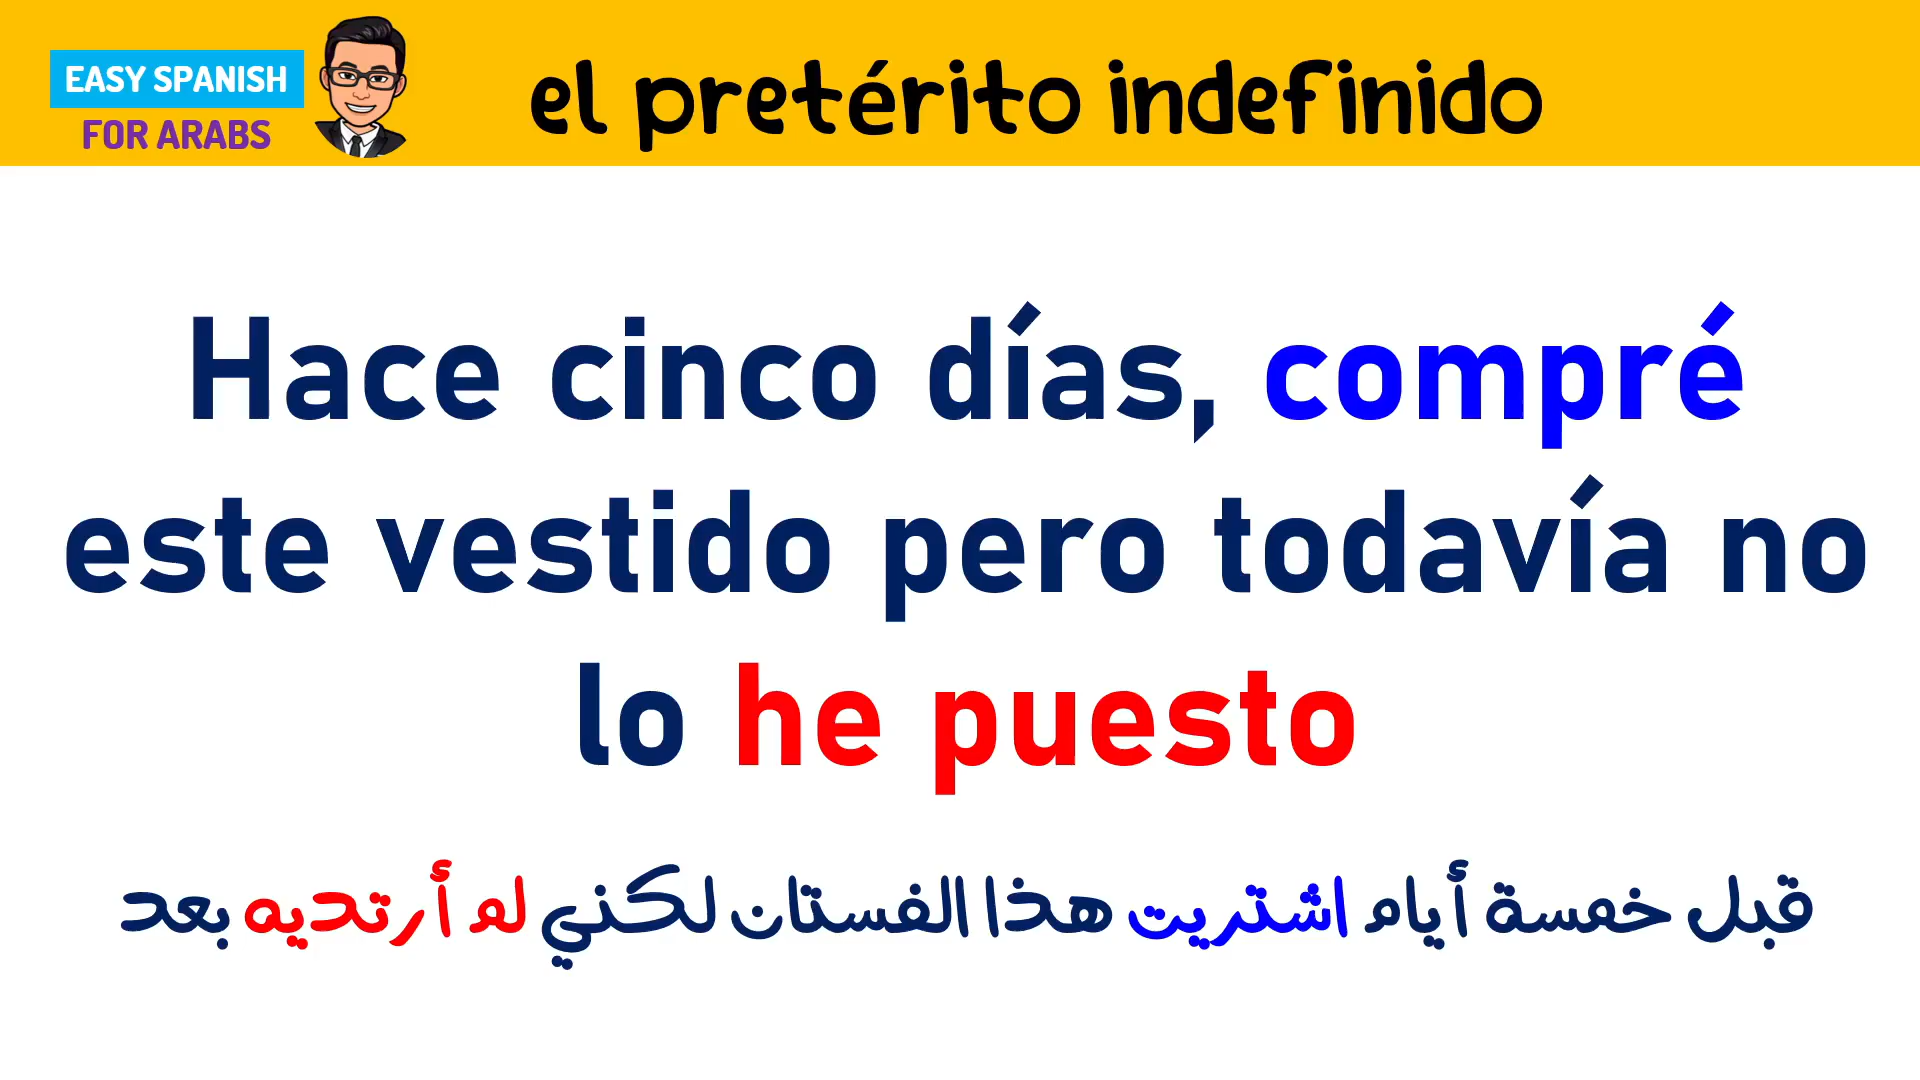 EASY SPANISH
FOR ARABS
el pretérito indefinido
Hace cinco días, compré
este vestido pero todavía no
lo he puesto
قبل خمسة أيام اشتريت هذا الفستان لكني لم أرتديه بعد